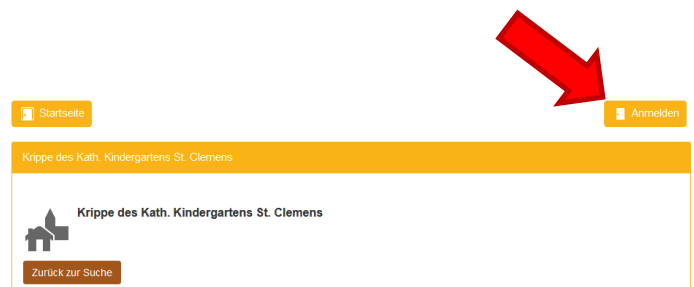 Startseite
Anmelden
Krippe des Kath. Kindergartens St. Clemens
Krippe des Kath. Kindergartens St. Clemens
Zurück zur Suche